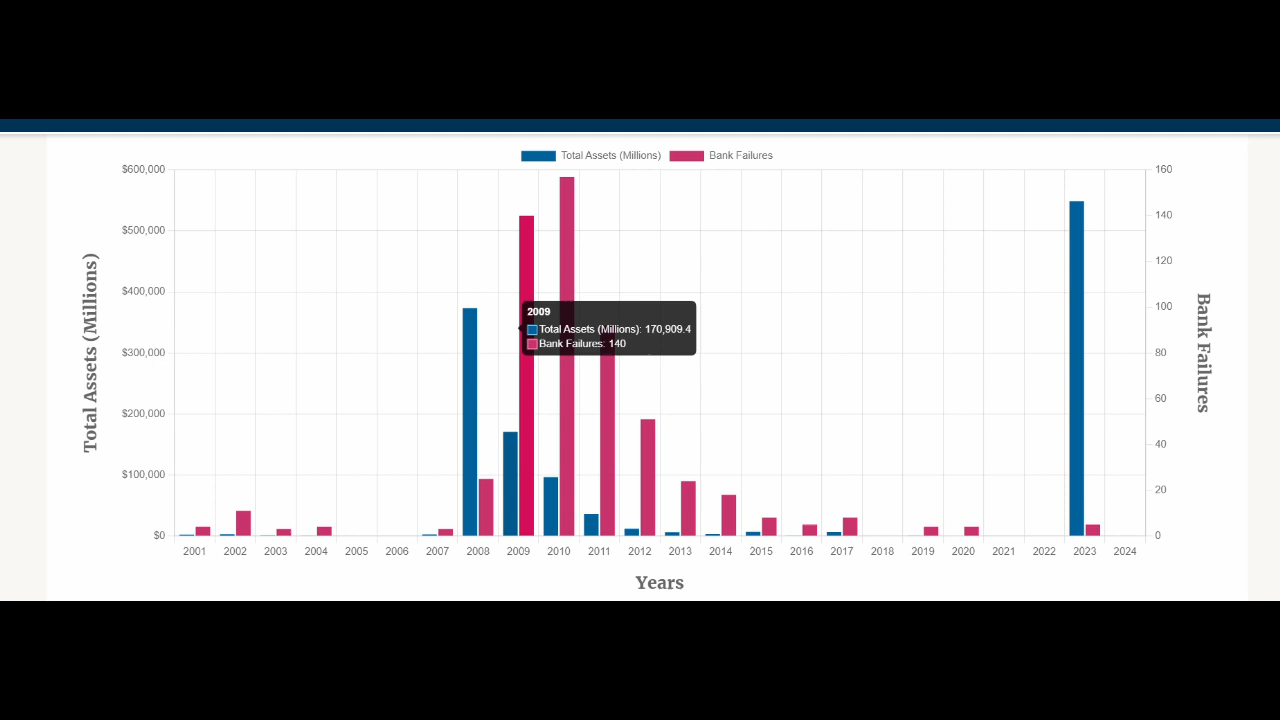 Total Assets (Millions) Bank Failures
$600,000 160
$500,000 140
$400,000 120
$300,000 100
$200,000 80
$100,000 60
$0 40
20
0
Total Assets (Millions)
Bank Failures
2009
Total Assets (Millions): 170,909.4
Bank Failures: 140
2001 2002 2003 2004 2005 2006 2007 2008 2009 2010 2011 2012 2013 2014 2015 2016 2017 2018 2019 2020 2021 2022 2023 2024
Years